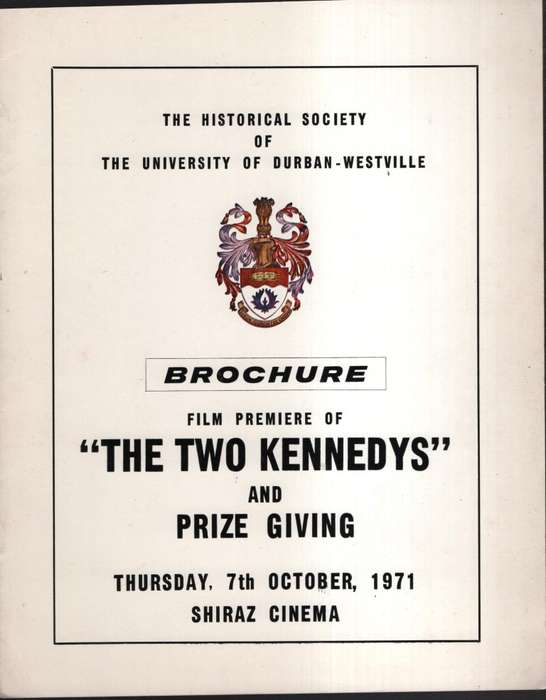 THE HISTORICAL SOCIETY
OF
THE UNIVERSITY OF DURBAN-WESTVILLE
BROCHURE
FILM PREMIERE OF
"THE TWO KENNEDYS"
AND
PRIZE GIVING
THURSDAY, 7th OCTOBER, 1971
SHIRAZ CINEMA